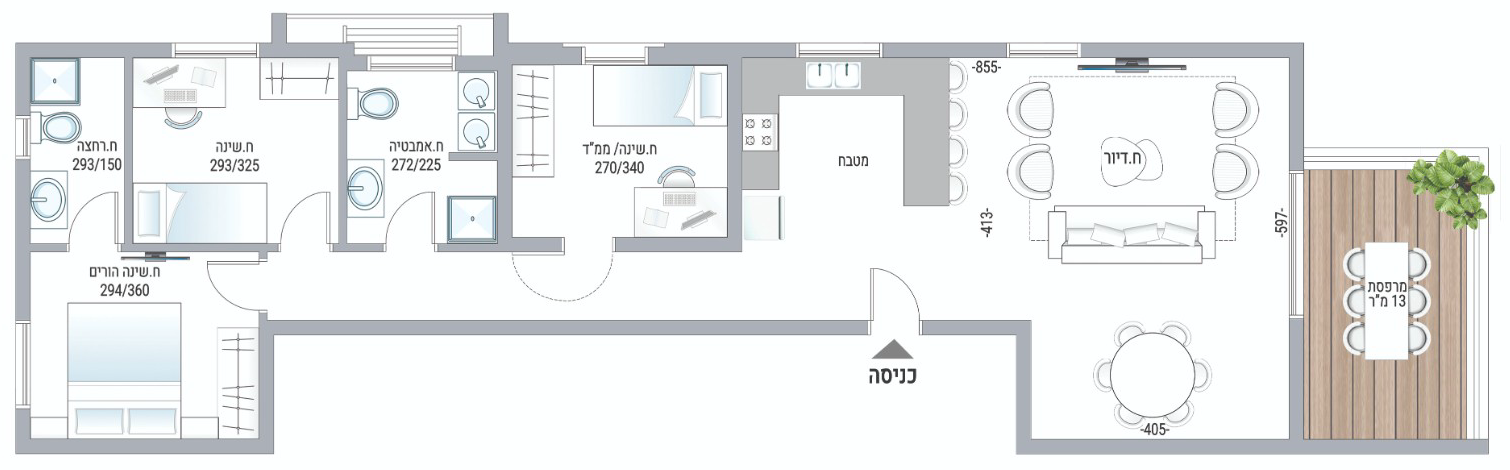 ח.רחצה
293/150
ח.שינה
293/325
ח.אמבטיה
272/225
ח.שינה/ ממ"ד
270/340
מטבח
-855-
ח.דיור
-413-
-597-
ח.שינה הורים
294/360
מרפסת
13 מ"ר
כניסה
-405-